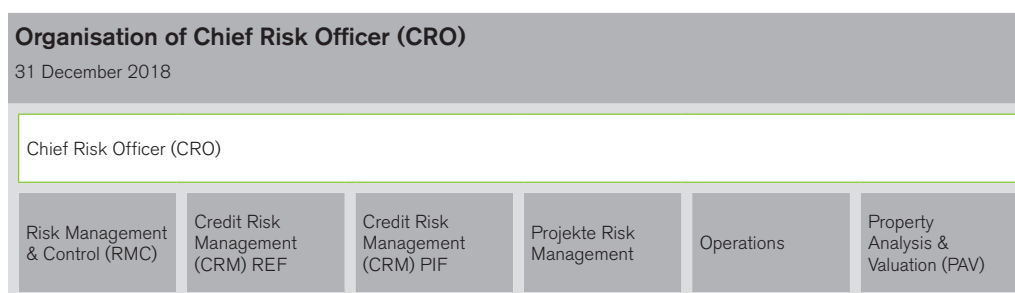 Organisation of Chief Risk Officer (CRO)
31 December 2018
Chief Risk Officer (CRO)
Risk Management
& Control (RMC)
Credit Risk
Management
(CRM) REF
Credit Risk
Management
(CRM) PIF
Projekte Risk
Management
Operations
Property
Analysis &
Valuation (PAV)